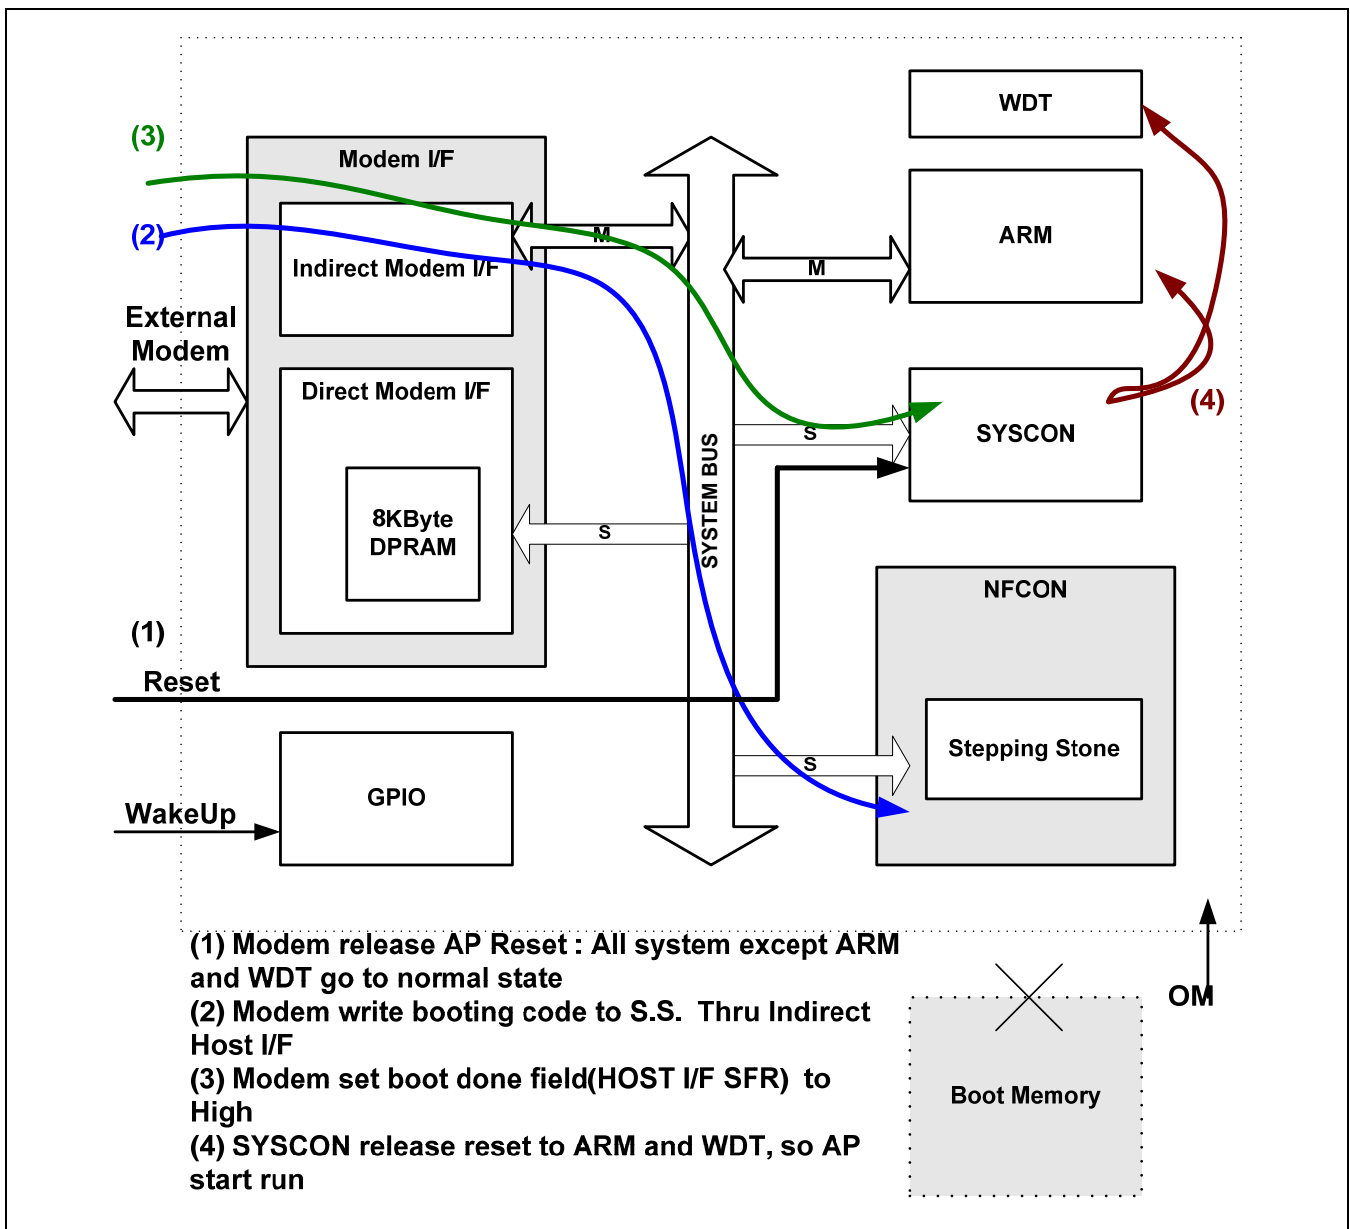 WDT
(3)
Modem I/F
ARM
(2)
M
Indirect Modem I/F
M
External
Modem
Direct Modem I/F
(4)
SYSCON
S
SYSTEM BUS
8KByte
DPRAM
S
NFCON
(1)
Reset
Stepping Stone
S
GPIO
WakeUp
(1) Modem release AP Reset : All system except ARM
and WDT go to normal state
(2) Modem write booting code to S.S. Thru Indirect
Host I/F
(3) Modem set boot done field(HOST I/F SFR) to
High
(4) SYSCON release reset to ARM and WDT, so AP
start run
OM
Boot Memory